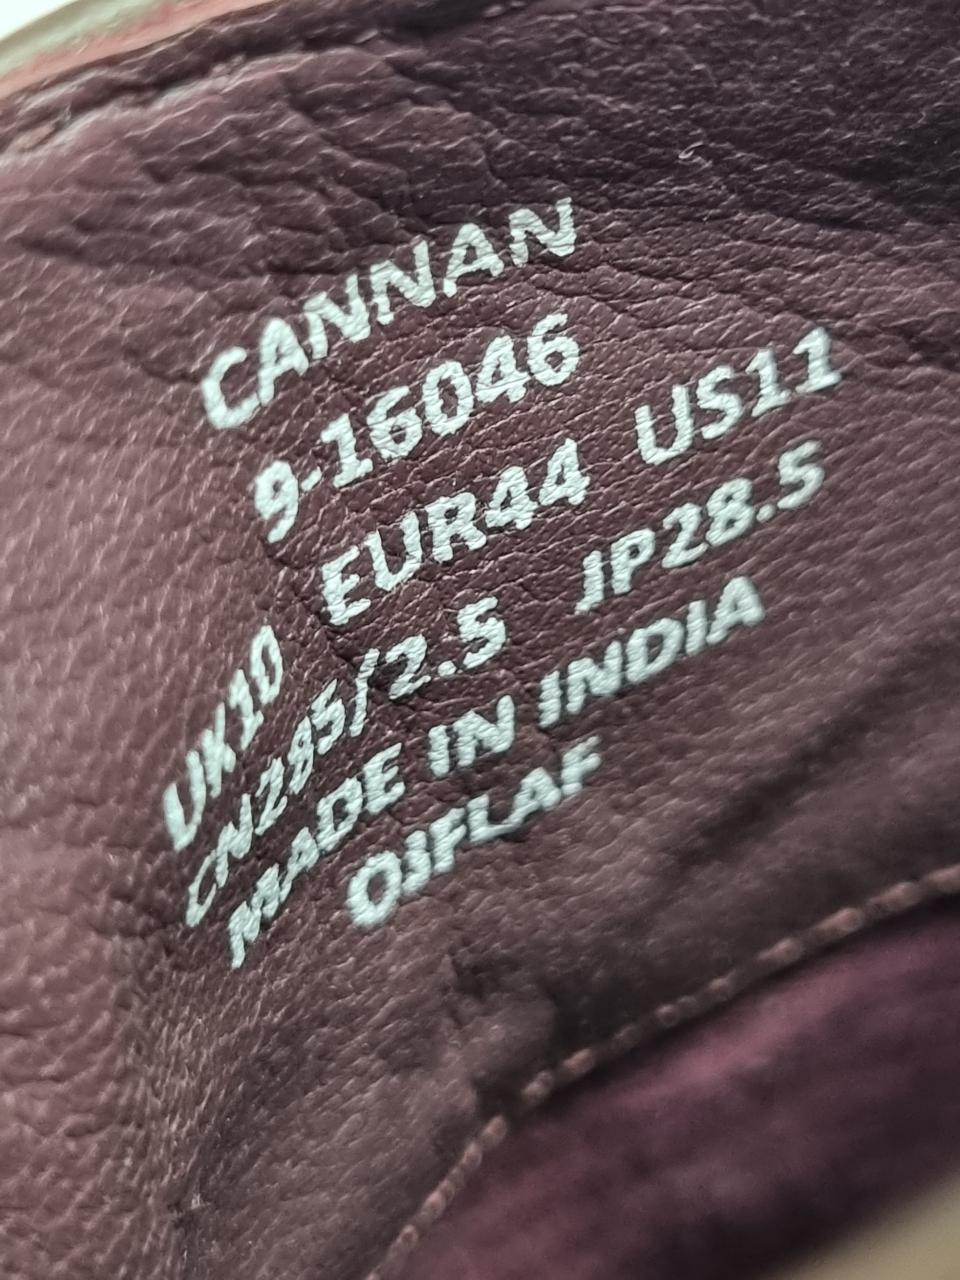 CANNAN
9-16046
UK10 EUR44 US11
CN285/2.5 JP28.5
MADE IN INDIA
OJFLAF